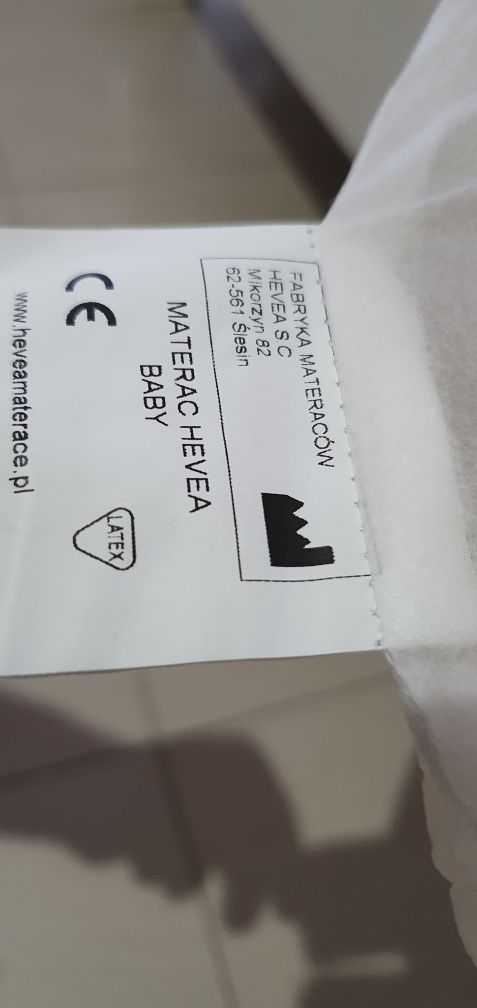 FABRYKA MATERACÓW
HEVEA S.C
Mikorzyn 82
62-561 Ślesin
MATERAC HEVEA
BABY
CE
LATEX
www.heveamaterace.pl